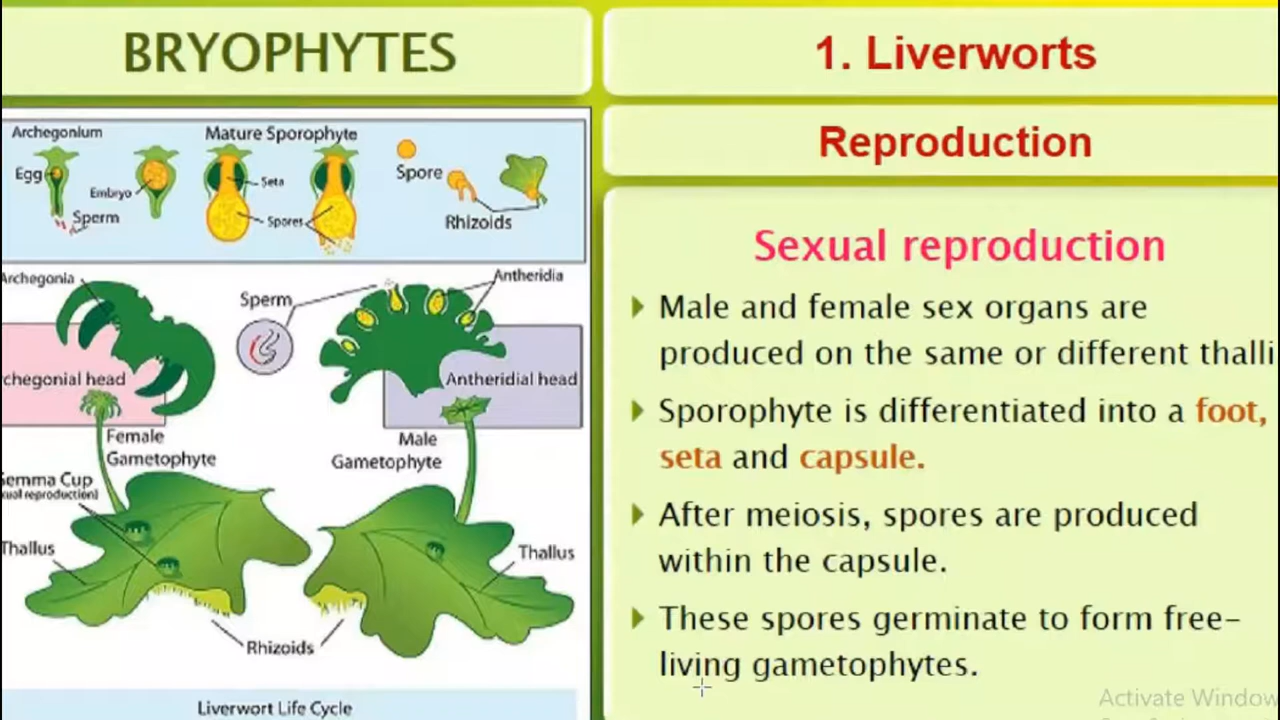 BRYOPHYTES
1. Liverworts
Reproduction
Archegonium
Mature Sporophyte
Egg
Embryo
Sperm
Seta
Spores
Spore
Rhizoids
Archegonia
Sperm
Antheridia
chegonial head
Antheridial head
Female
Gametophyte
Male
Gametophyte
Gemma Cup
xual reproduction)
Thallus
Thallus
Rhizoids
Liverwort Life Cycle
Sexual reproduction
Male and female sex organs are
produced on the same or different thalli
Sporophyte is differentiated into a foot,
seta and capsule.
After meiosis, spores are produced
within the capsule.
These spores germinate to form free-
living gametophytes.
Activate Window